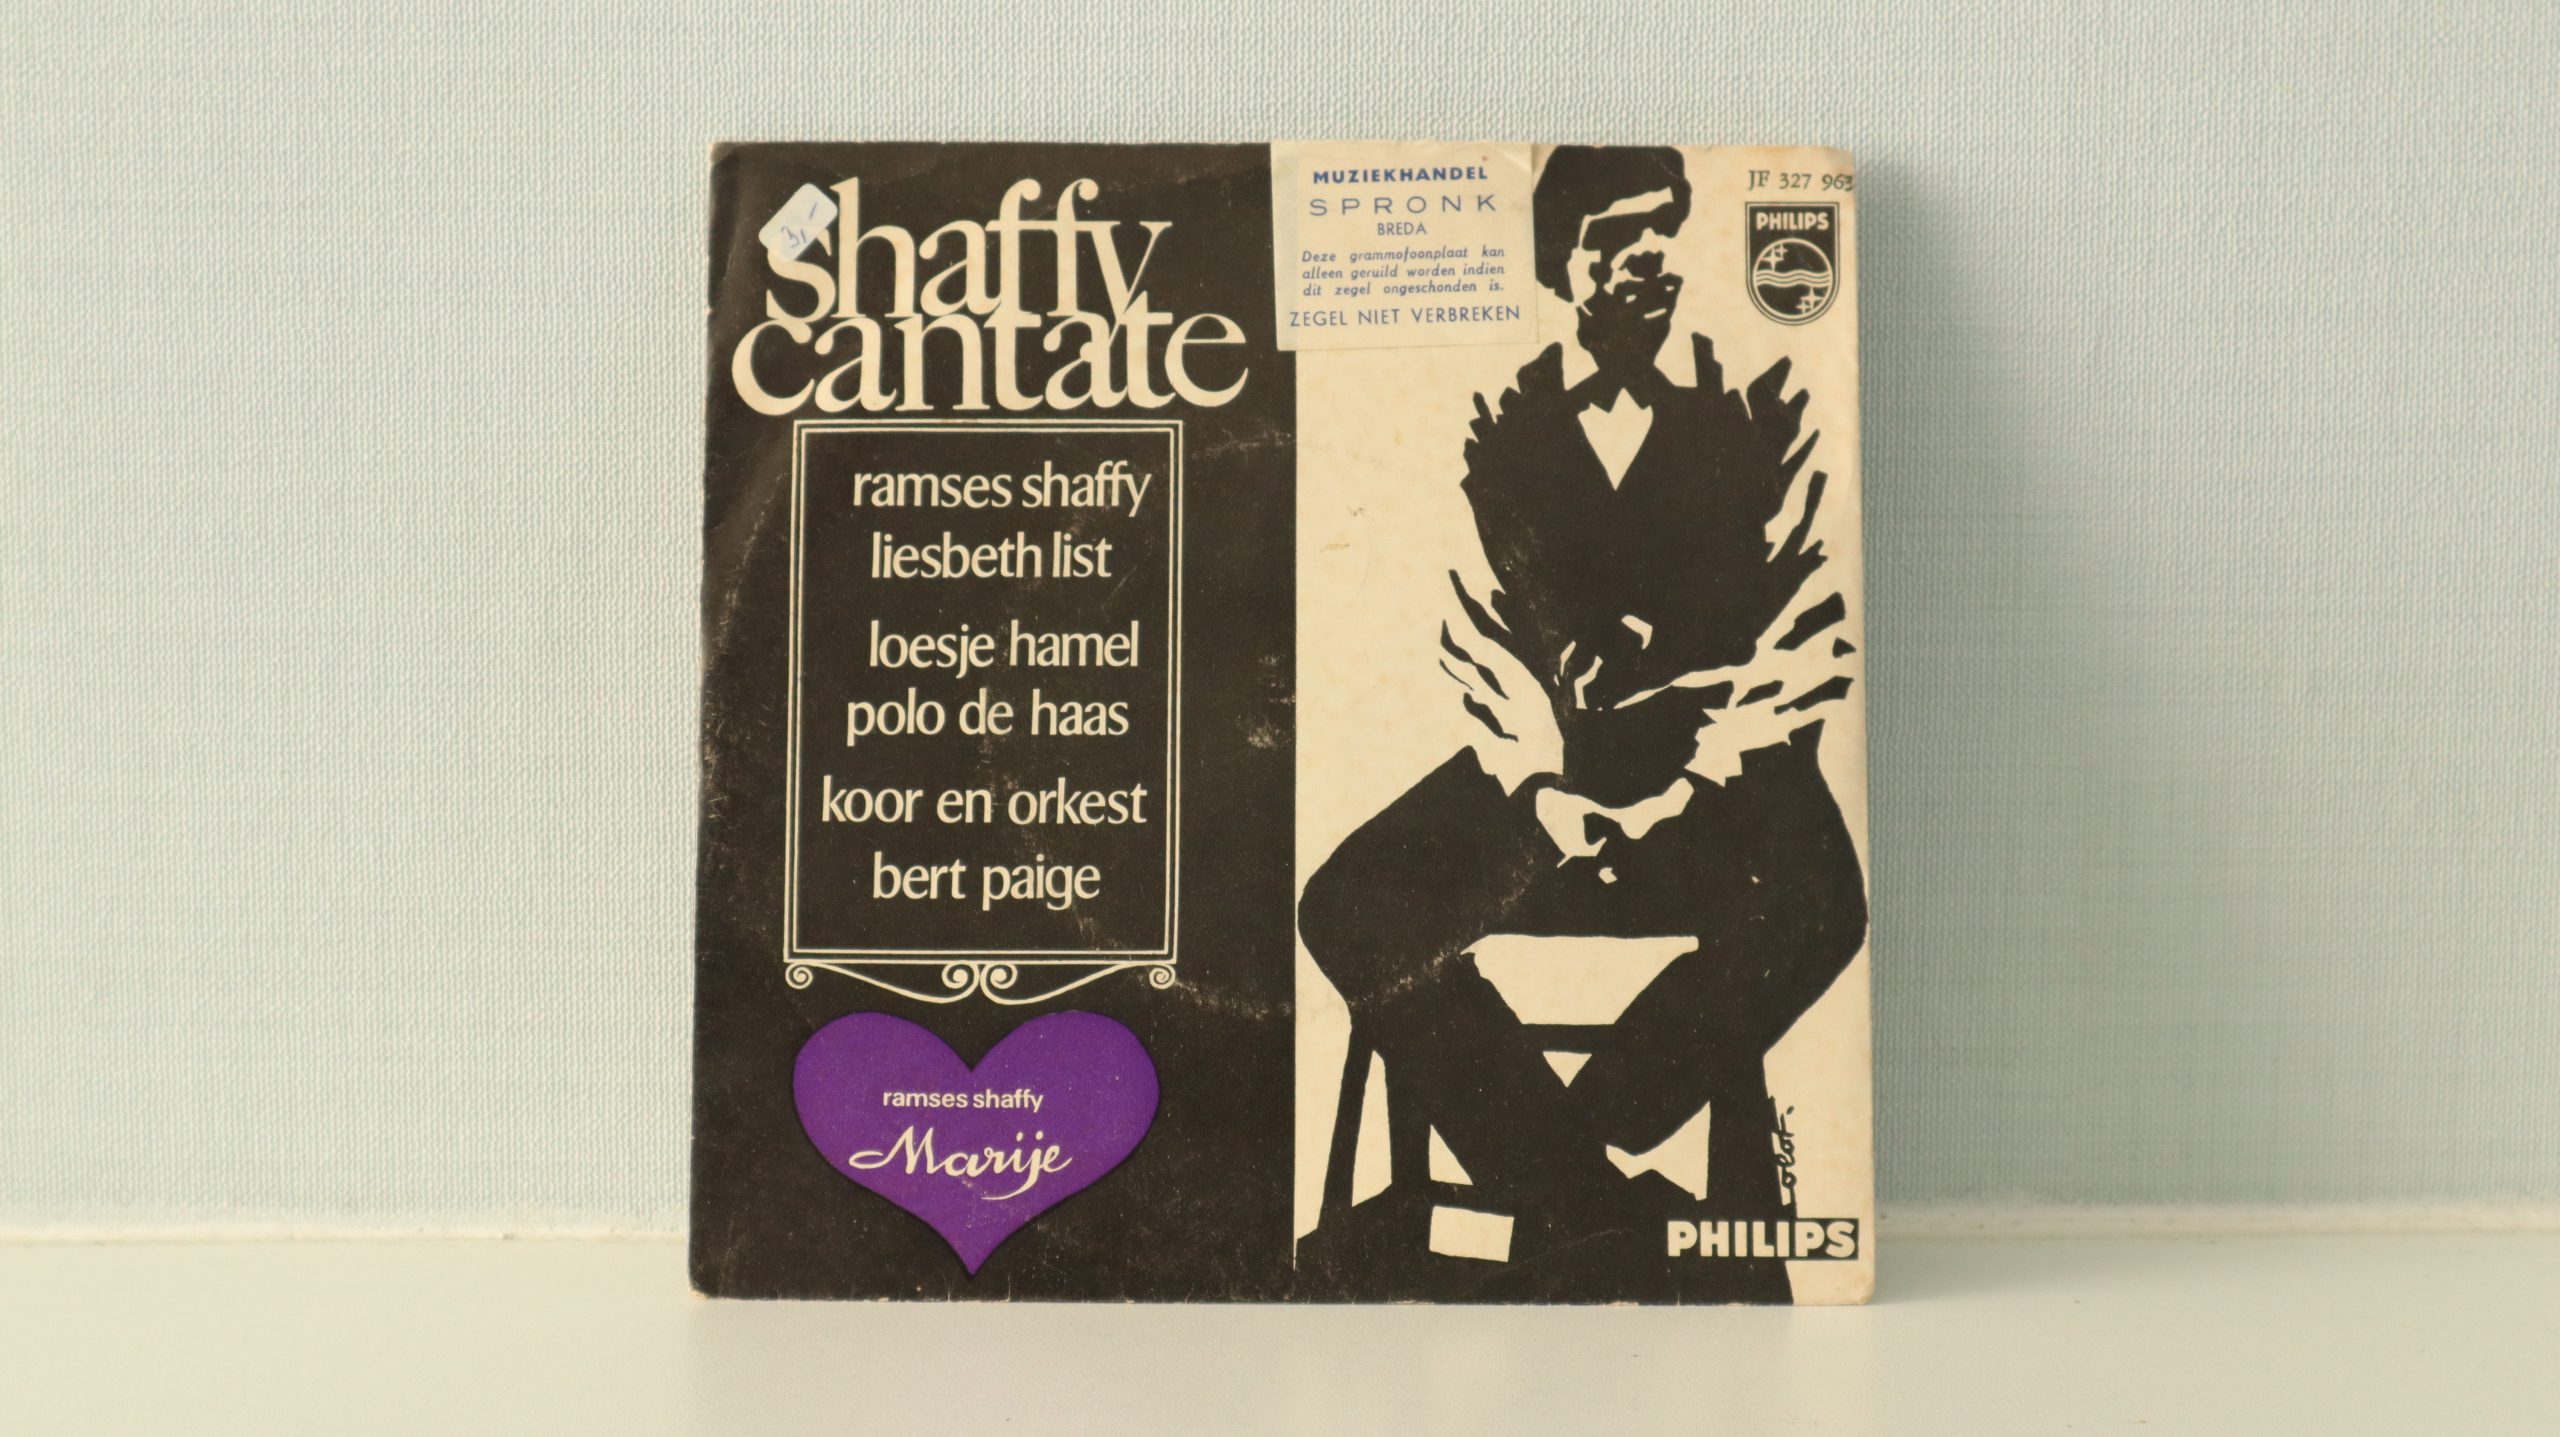 shaffy
cantate
3,-
ramses shaffy
liesbeth list
loesje hamel
polo de haas
koor en orkest
bert paige
ramses shaffy
Marije
MUZIEKHANDEL
SPRONK
BREDA
Deze grammofoonplaat kan
alleen geruild worden indien
dit zegel ongeschonden is.
ZEGEL NIET VERBREKEN
JF 327 963
PHILIPS
PHILIPS